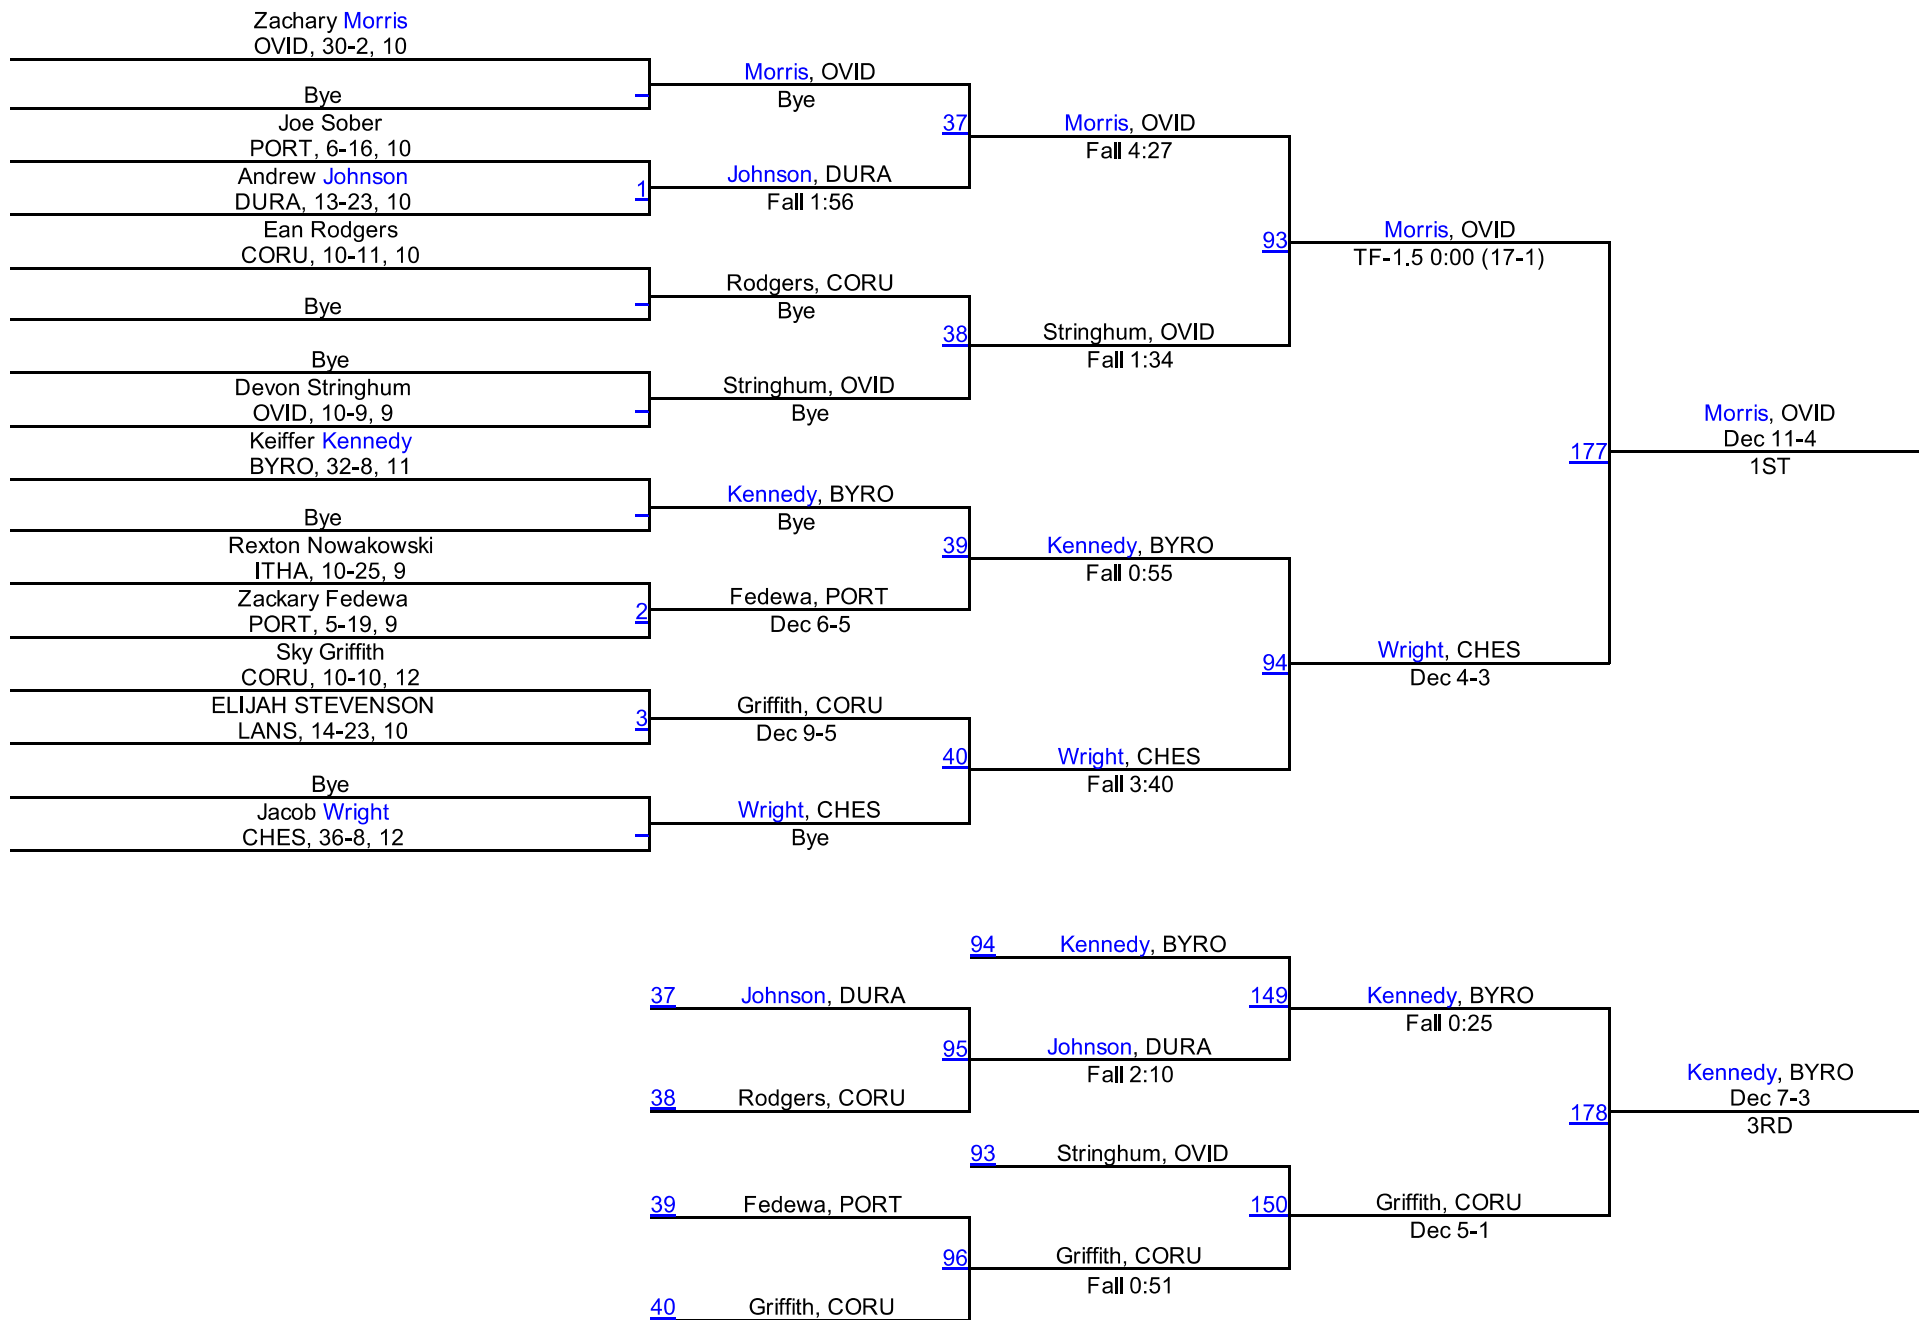 Zachary Morris
OVID, 30-2, 10
Bye
Joe Sober
PORT, 6-16, 10
Andrew Johnson
DURA, 13-23, 10
1
Ean Rodgers
CORU, 10-11, 10
Bye
Bye
Devon Stringhum
OVID, 10-9, 9
Keiffer Kennedy
BYRO, 32-8, 11
Bye
Rexton Nowakowski
ITHA, 10-25, 9
Zackary Fedewa
PORT, 5-19, 9
2
Sky Griffith
CORU, 10-10, 12
ELIJAH STEVENSON
LANS, 14-23, 10
3
Bye
Jacob Wright
CHES, 36-8, 12
Morris, OVID
Bye
37
Johnson, DURA
Fall 1:56
Rodgers, CORU
Bye
38
Stringhum, OVID
Bye
Kennedy, BYRO
Bye
39
Fedewa, PORT
Dec 6-5
Griffith, CORU
Dec 9-5
40
Wright, CHES
Bye
Morris, OVID
Fall 4:27
93
Stringhum, OVID
Fall 1:34
Kennedy, BYRO
Fall 0:55
94
Wright, CHES
Fall 3:40
Morris, OVID
TF-1.5 0:00 (17-1)
177
Wright, CHES
Dec 4-3
Morris, OVID
Dec 11-4
1ST
94 Kennedy, BYRO
37 Johnson, DURA
149
Kennedy, BYRO
Fall 0:25
95
Johnson, DURA
Fall 2:10
38 Rodgers, CORU
178
Kennedy, BYRO
Dec 7-3
3RD
93 Stringhum, OVID
39 Fedewa, PORT
150
Griffith, CORU
Dec 5-1
96
Griffith, CORU
Fall 0:51
40 Griffith, CORU